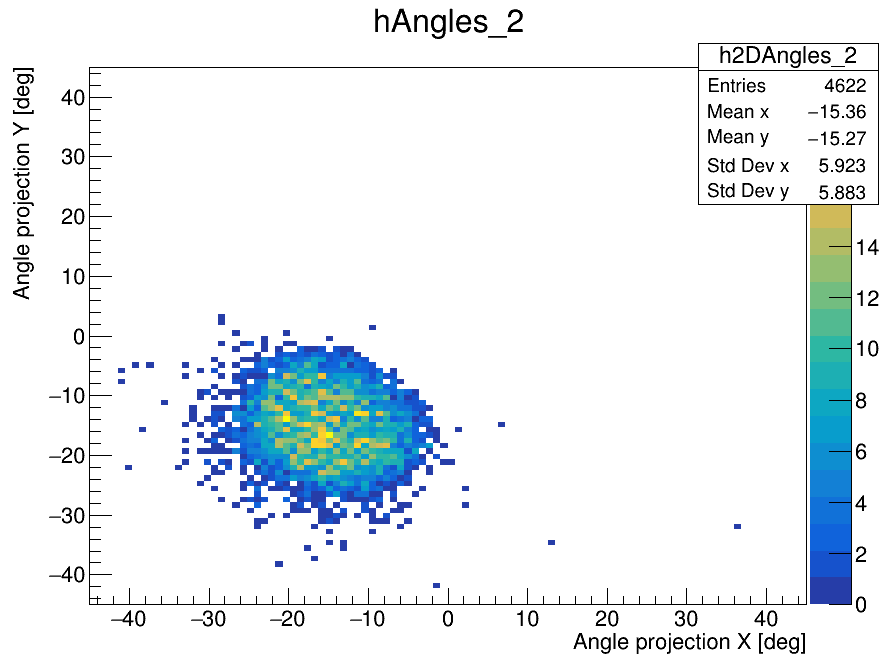 hAngles_2
h2DAngles_2
Entries 4622
Mean x −15.36
Mean y −15.27
Std Dev x 5.923
Std Dev y 5.883
Angle projection Y [deg]
40
30
20
10
0
−10
−20
−30
−40
−40 −30 −20 −10 0 10 20 30 40
Angle projection X [deg]
14
12
10
8
6
4
2
0